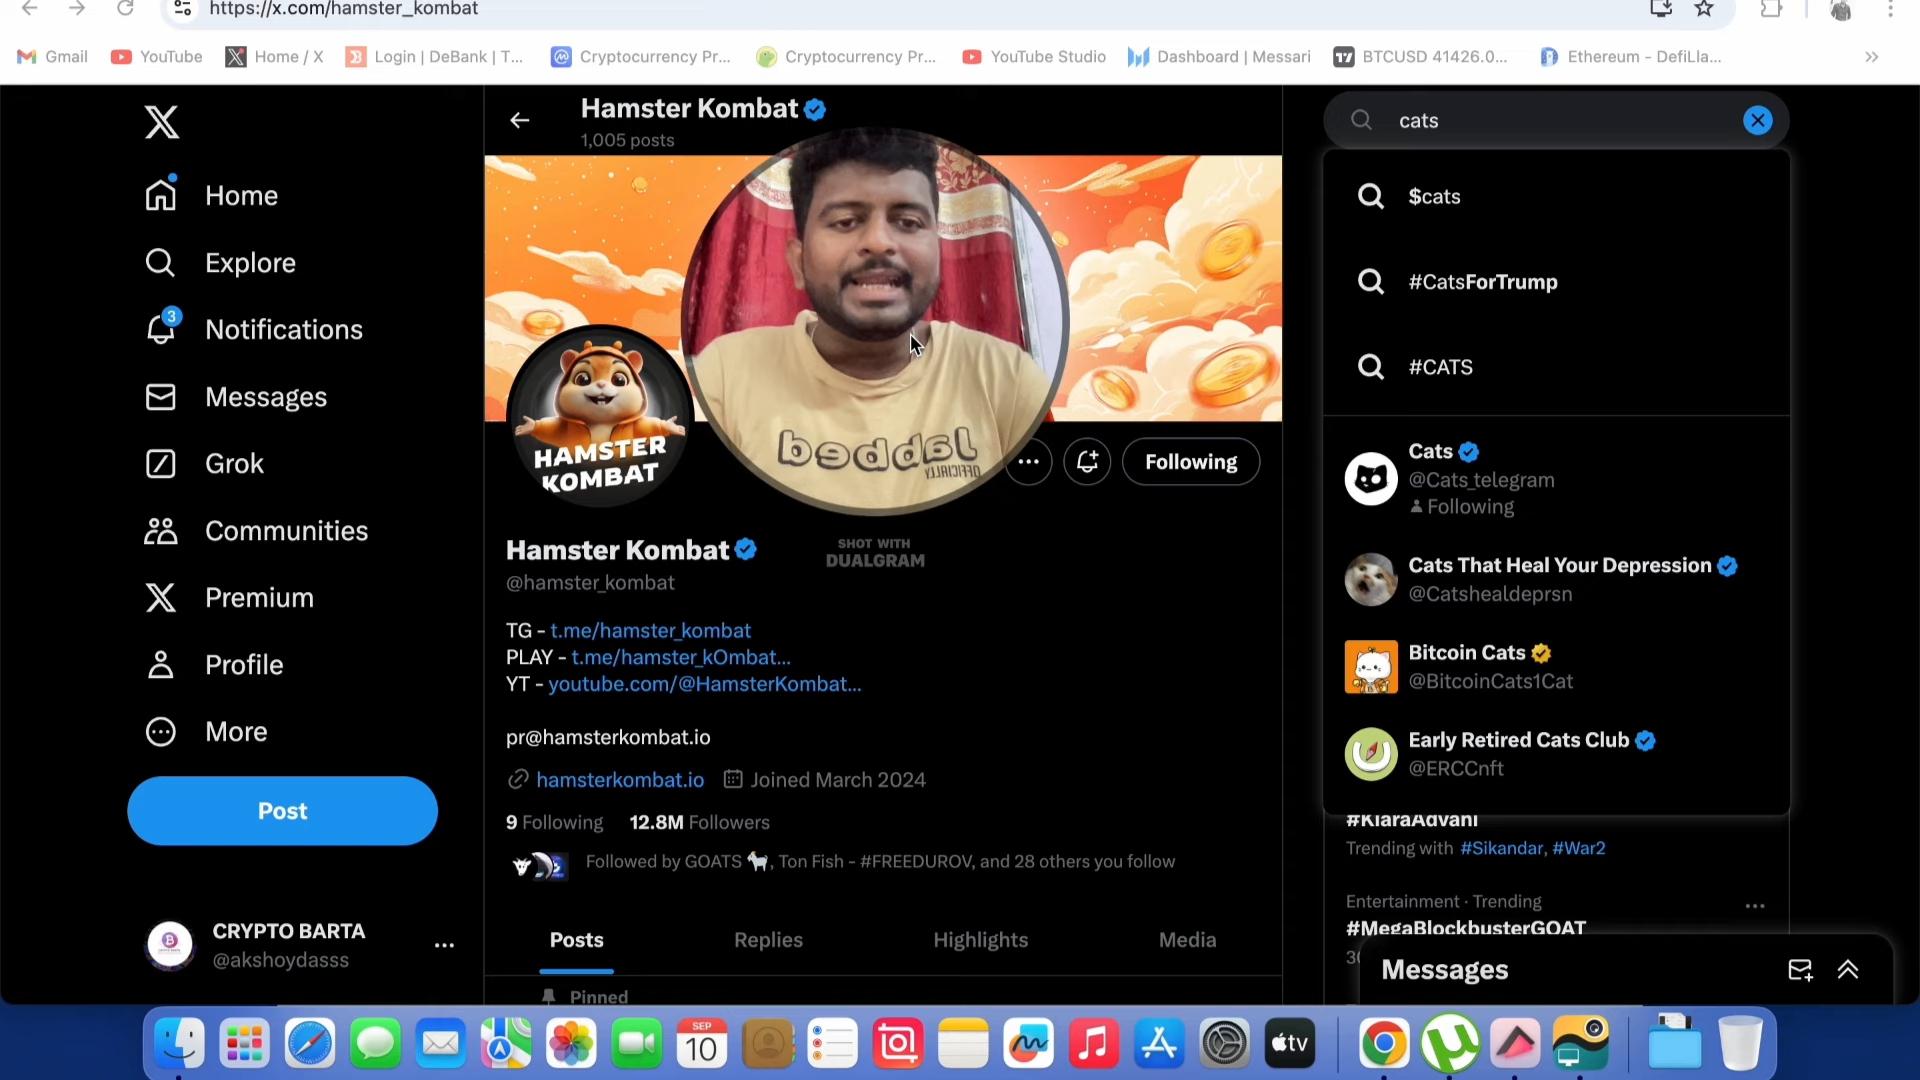 https://x.com/hamster_kombat
Gmail
YouTube
Home / X
Login | DeBank | T...
Cryptocurrency Pr...
Cryptocurrency Pr...
YouTube Studio
Dashboard | Messari
BTCUSD 41426.0...
Ethereum - DefiLla...
Home
Explore
3
Notifications
Messages
Grok
Communities
Premium
Profile
More
Post
CRYPTO BARTA
@akshoydasss
Hamster Kombat
1,005 posts
HAMSTER
KOMBAT
Jabbed
OFFICIALLY
SHOT WITH
DUALGRAM
Following
Hamster Kombat
@hamster_kombat
TG - t.me/hamster_kombat
PLAY - t.me/hamster_kOmbat...
YT - youtube.com/@HamsterKombat...
pr@hamsterkombat.io
hamsterkombat.io Joined March 2024
9 Following 12.8M Followers
Followed by GOATS 🐐, Ton Fish - #FREEDUROV, and 28 others you follow
Posts
Replies
Highlights
Media
Pinned
cats
$cats
#CatsForTrump
#CATS
Cats
@Cats_telegram
Following
Cats That Heal Your Depression
@Catshealdeprsn
Bitcoin Cats
@BitcoinCats1Cat
Early Retired Cats Club
@ERCCnft
#KiaraAdvani
Trending with #Sikandar, #War2
Entertainment · Trending
#MegaBlockbusterGOAT
Messages
SEP
10
tv